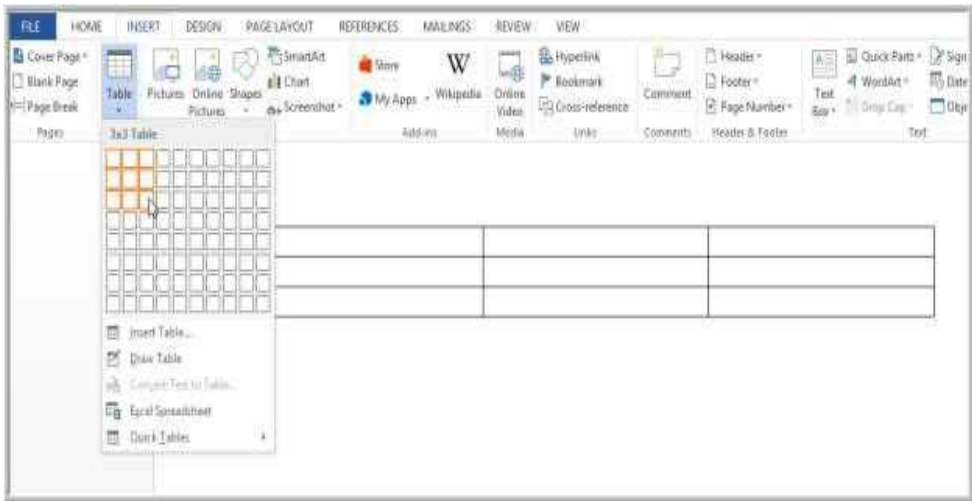 FILE HOME INSERT DESIGN PAGE LAYOUT REFERENCES MAILINGS REVIEW VIEW
Cover Page
Blank Page
Page Break
Pages
Table
Pictures
Online Pictures
Shapes
SmartArt
Chart
Screenshot
Store
My Apps
W
Wikipedia
Add-ins
Online Video
Media
Hyperlink
Bookmark
Cross-reference
Links
Comment
Comments
Header
Footer
Page Number
Header & Footer
A
Text Box
Quick Parts
WordArt
Drop Cap
Sign
Date
Obje
Text
3x3 Table
Insert Table...
Draw Table
Convert Text to Table...
Excel Spreadsheet
Quick Tables